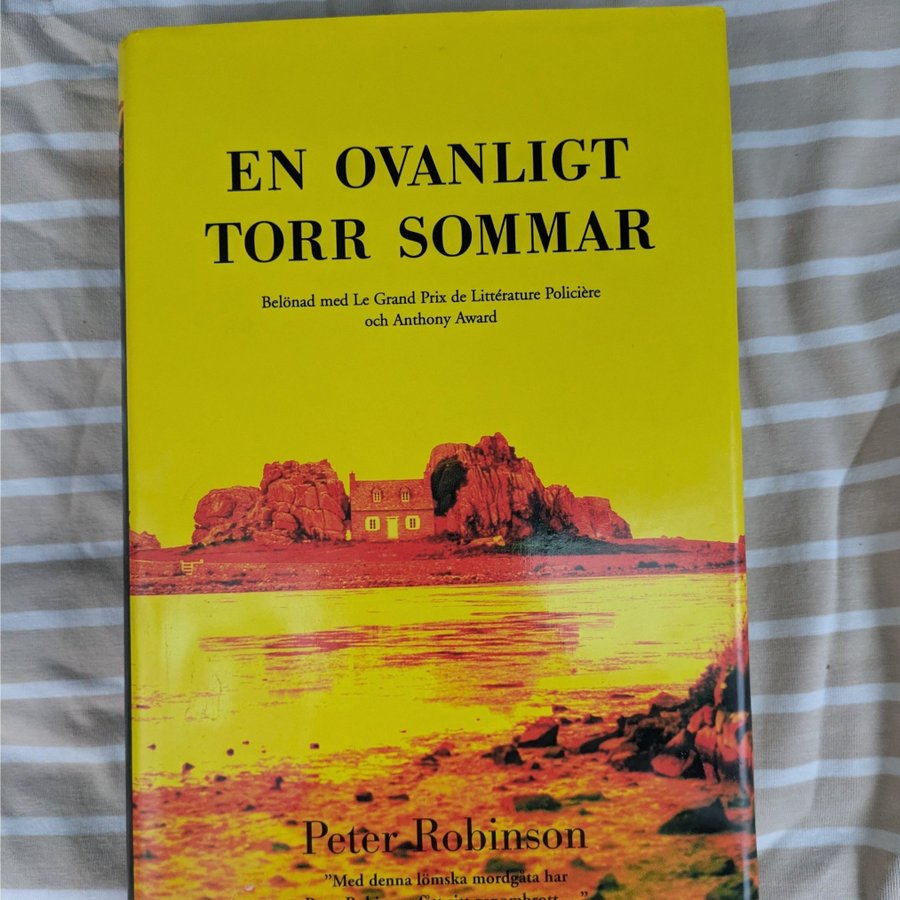 EN OVANLIGT
TORR SOMMAR
Belönad med Le Grand Prix de Littérature Policière
och Anthony Award
Peter Robinson
”Med denna lömska mordgåta har